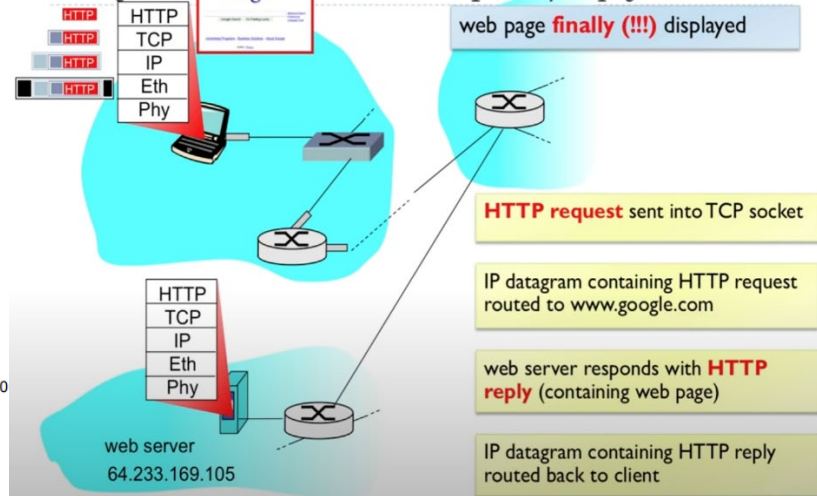 web page finally (!!!) displayed
HTTP
HTTP
HTTP
HTTP
HTTP
TCP
IP
Eth
Phy
HTTP request sent into TCP socket
IP datagram containing HTTP request
routed to www.google.com
HTTP
TCP
IP
Eth
Phy
web server responds with HTTP
reply (containing web page)
0
web server
64.233.169.105
IP datagram containing HTTP reply
routed back to client